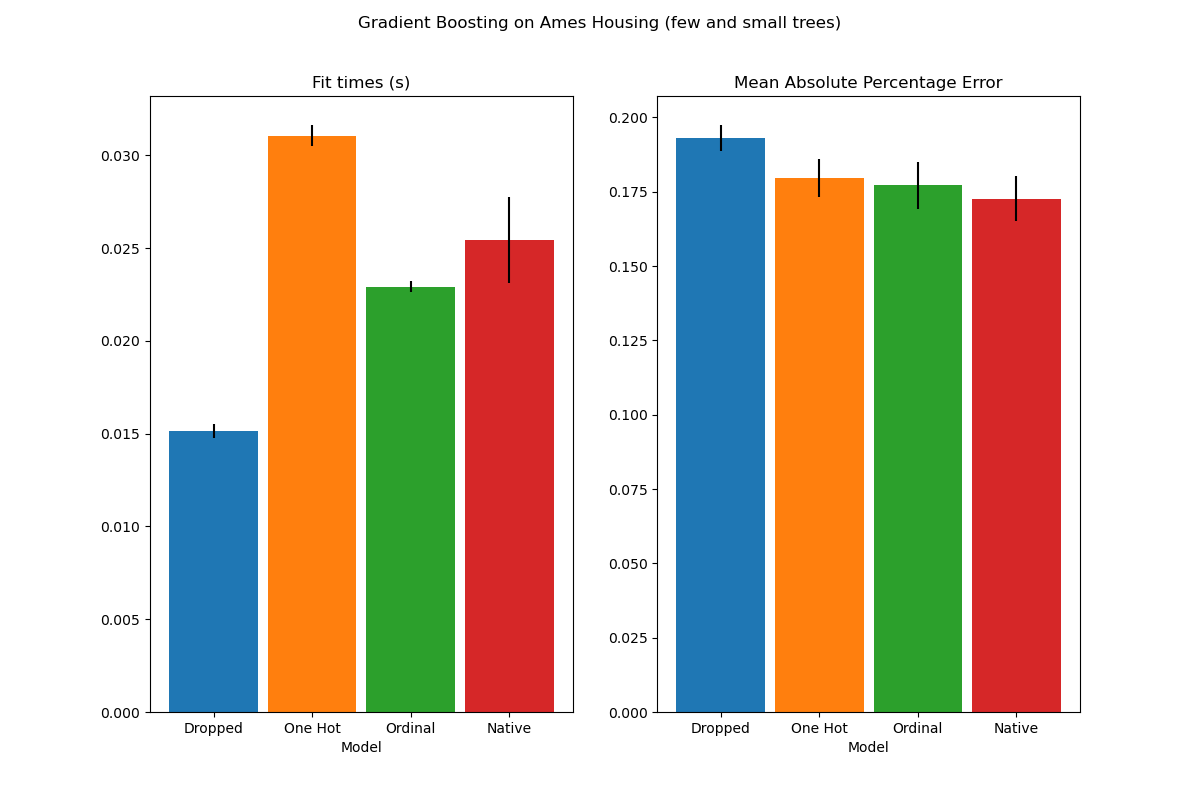 Gradient Boosting on Ames Housing (few and small trees)
Fit times (s)
0.030
0.025
0.020
0.015
0.010
0.005
0.000
Dropped
One Hot
Ordinal
Native
Model
Mean Absolute Percentage Error
0.200
0.175
0.150
0.125
0.100
0.075
0.050
0.025
0.000
Dropped
One Hot
Ordinal
Native
Model